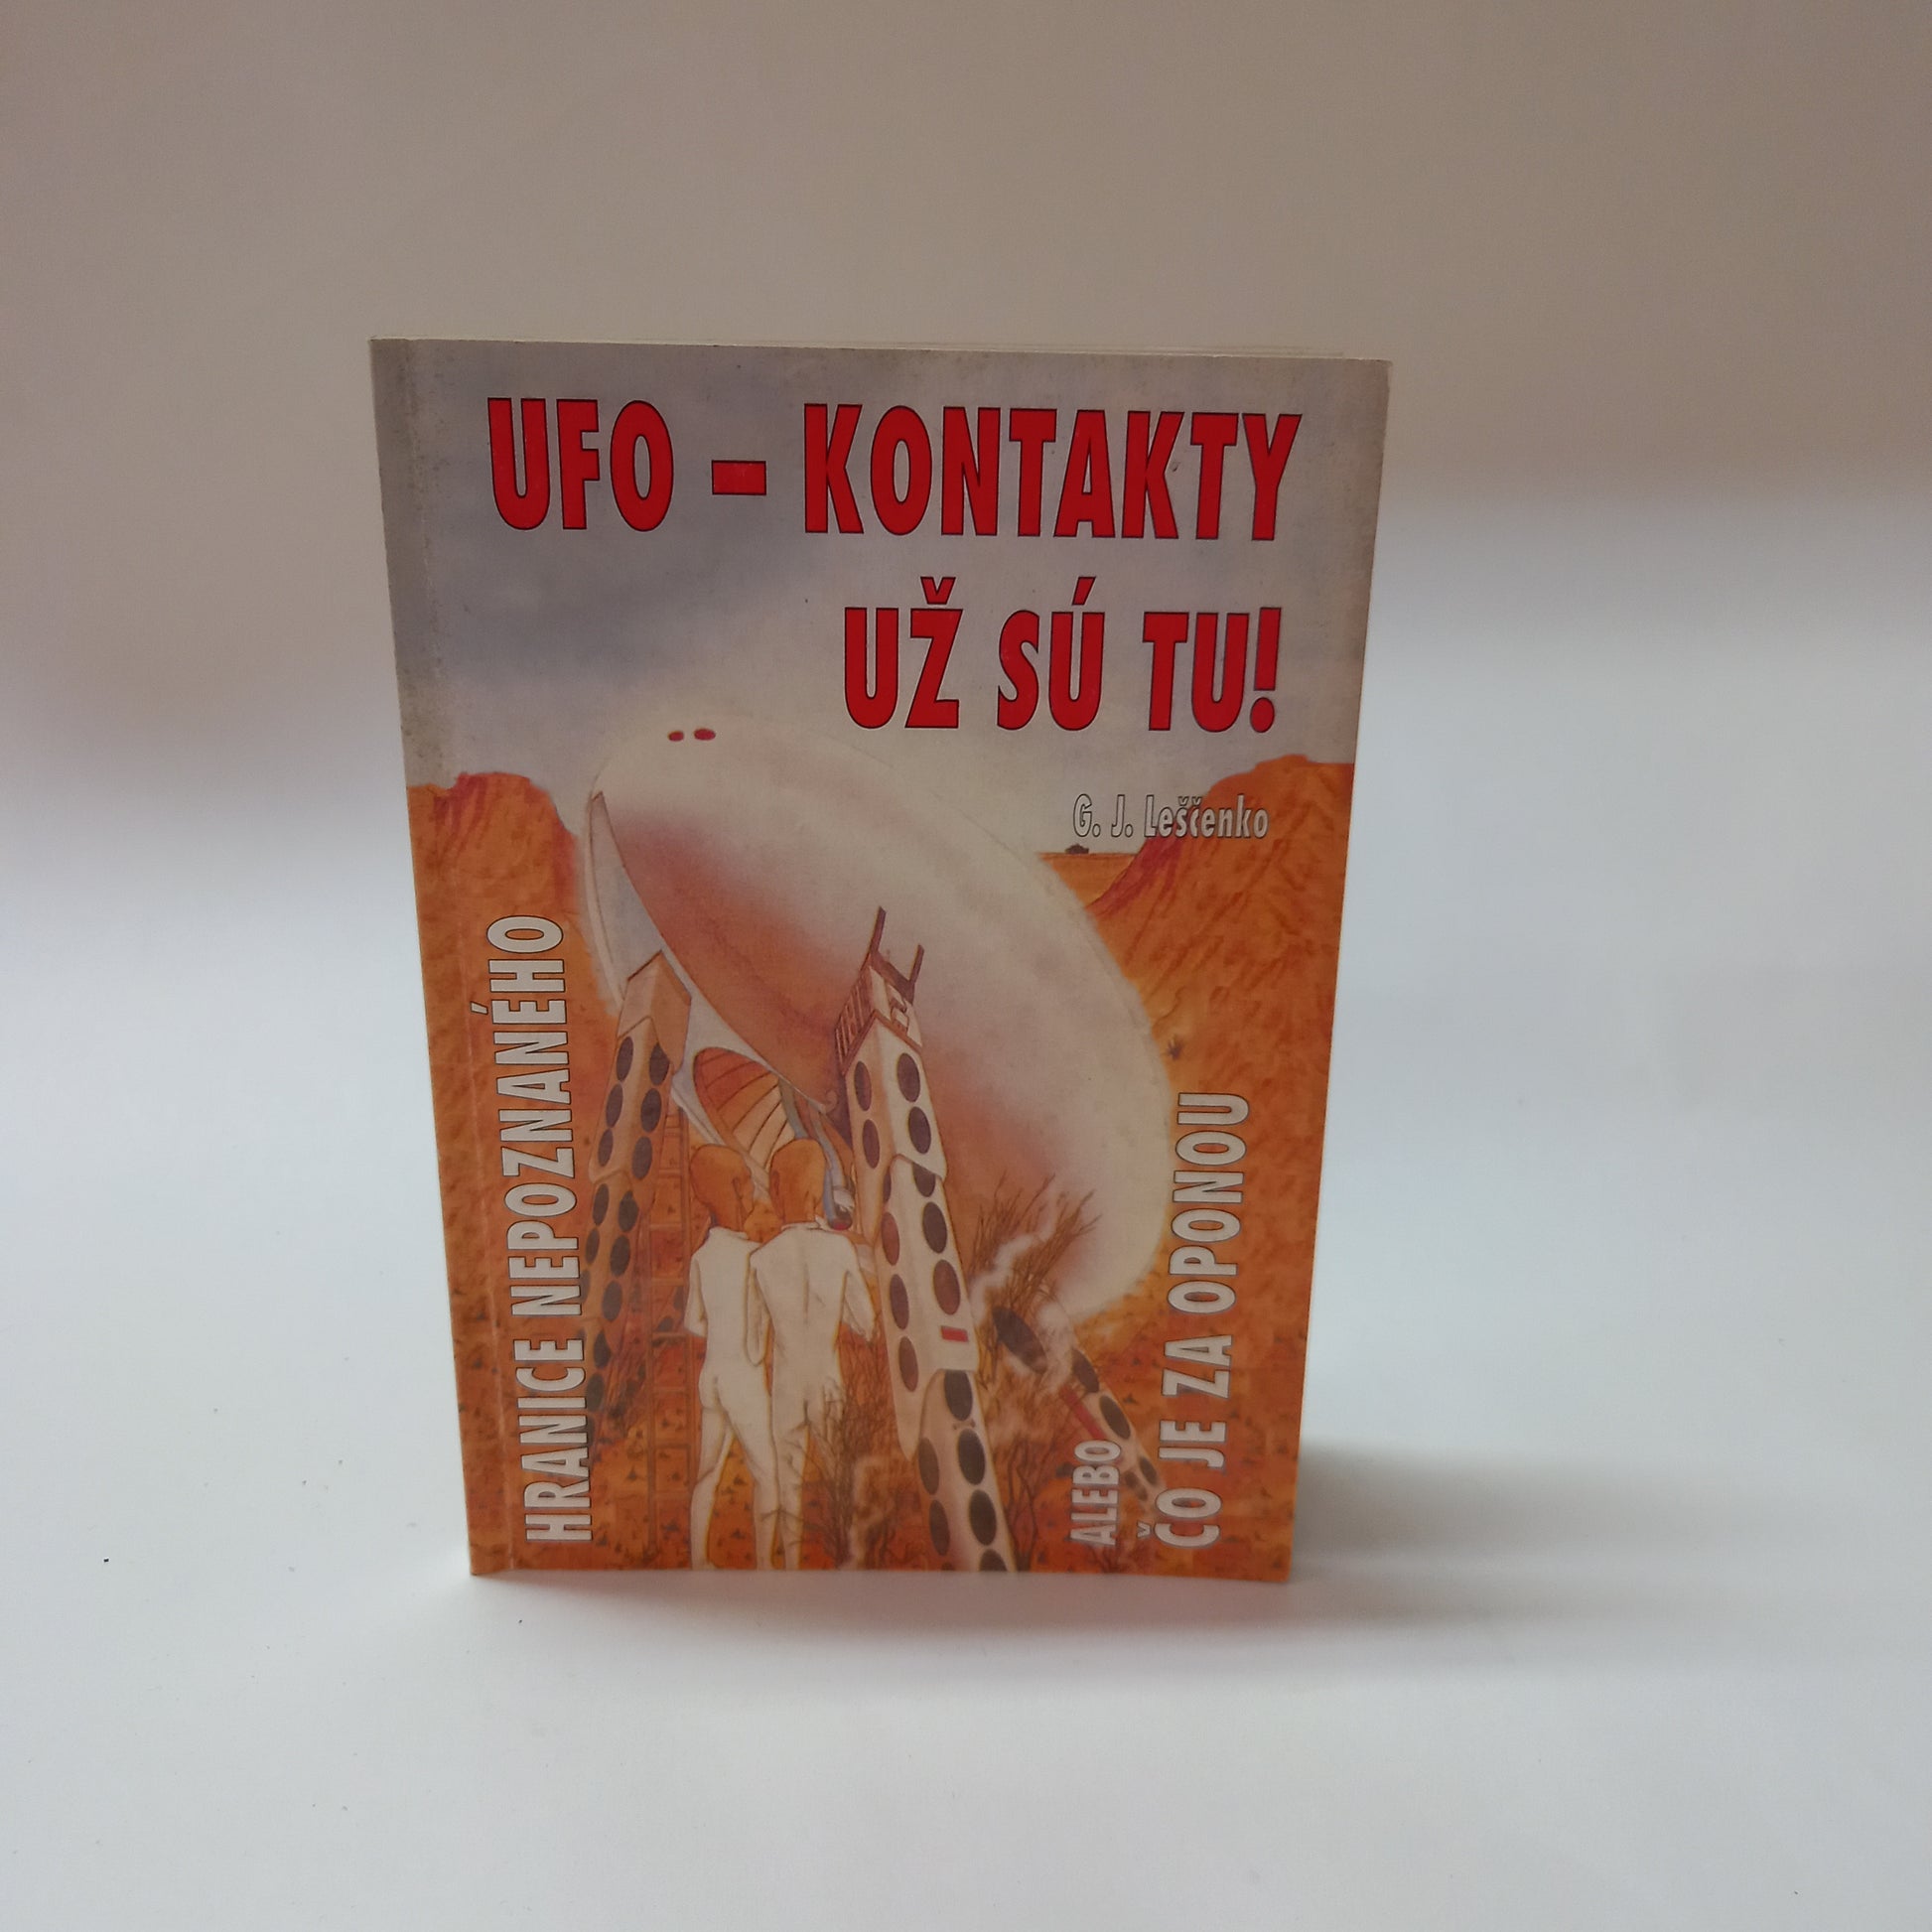 UFO – KONTAKTY
UŽ SÚ TU!
G. J. Leščenko
HRANICE NEPOZNANÉHO
ALEBO
ČO JE ZA OPONOU